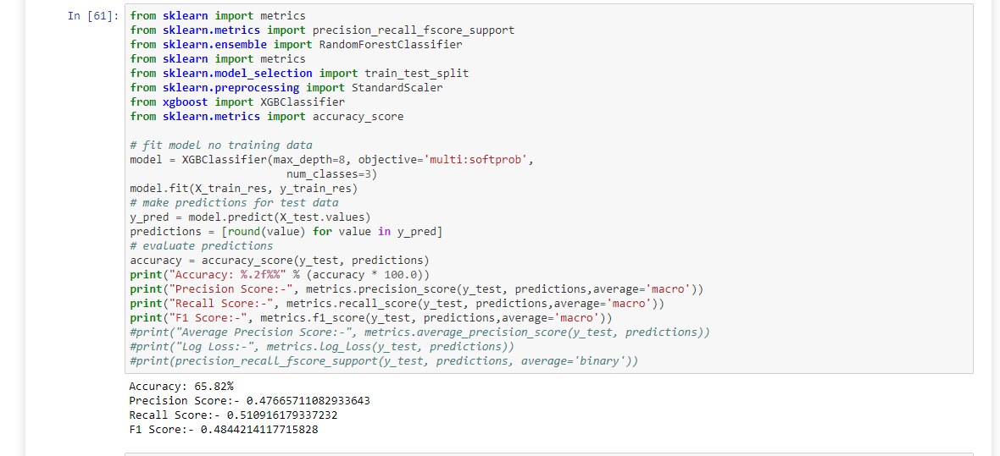 In [61]: from sklearn import metrics
from sklearn.metrics import precision_recall_fscore_support
from sklearn.ensemble import RandomForestClassifier
from sklearn import metrics
from sklearn.model_selection import train_test_split
from sklearn.preprocessing import StandardScaler
from xgboost import XGBClassifier
from sklearn.metrics import accuracy_score

# fit model no training data
model = XGBClassifier(max_depth=8, objective='multi:softprob',
                        num_classes=3)
model.fit(X_train_res, y_train_res)
# make predictions for test data
y_pred = model.predict(X_test.values)
predictions = [round(value) for value in y_pred]
# evaluate predictions
accuracy = accuracy_score(y_test, predictions)
print("Accuracy: %.2f%%" % (accuracy * 100.0))
print("Precision Score:-", metrics.precision_score(y_test, predictions,average='macro'))
print("Recall Score:-", metrics.recall_score(y_test, predictions,average='macro'))
print("F1 Score:-", metrics.f1_score(y_test, predictions,average='macro'))
#print("Average Precision Score:-", metrics.average_precision_score(y_test, predictions))
#print("Log Loss:-", metrics.log_loss(y_test, predictions))
#print(precision_recall_fscore_support(y_test, predictions, average='binary'))
Accuracy: 65.82%
Precision Score:- 0.47665711082933643
Recall Score:- 0.510916179337232
F1 Score:- 0.4844214117715828